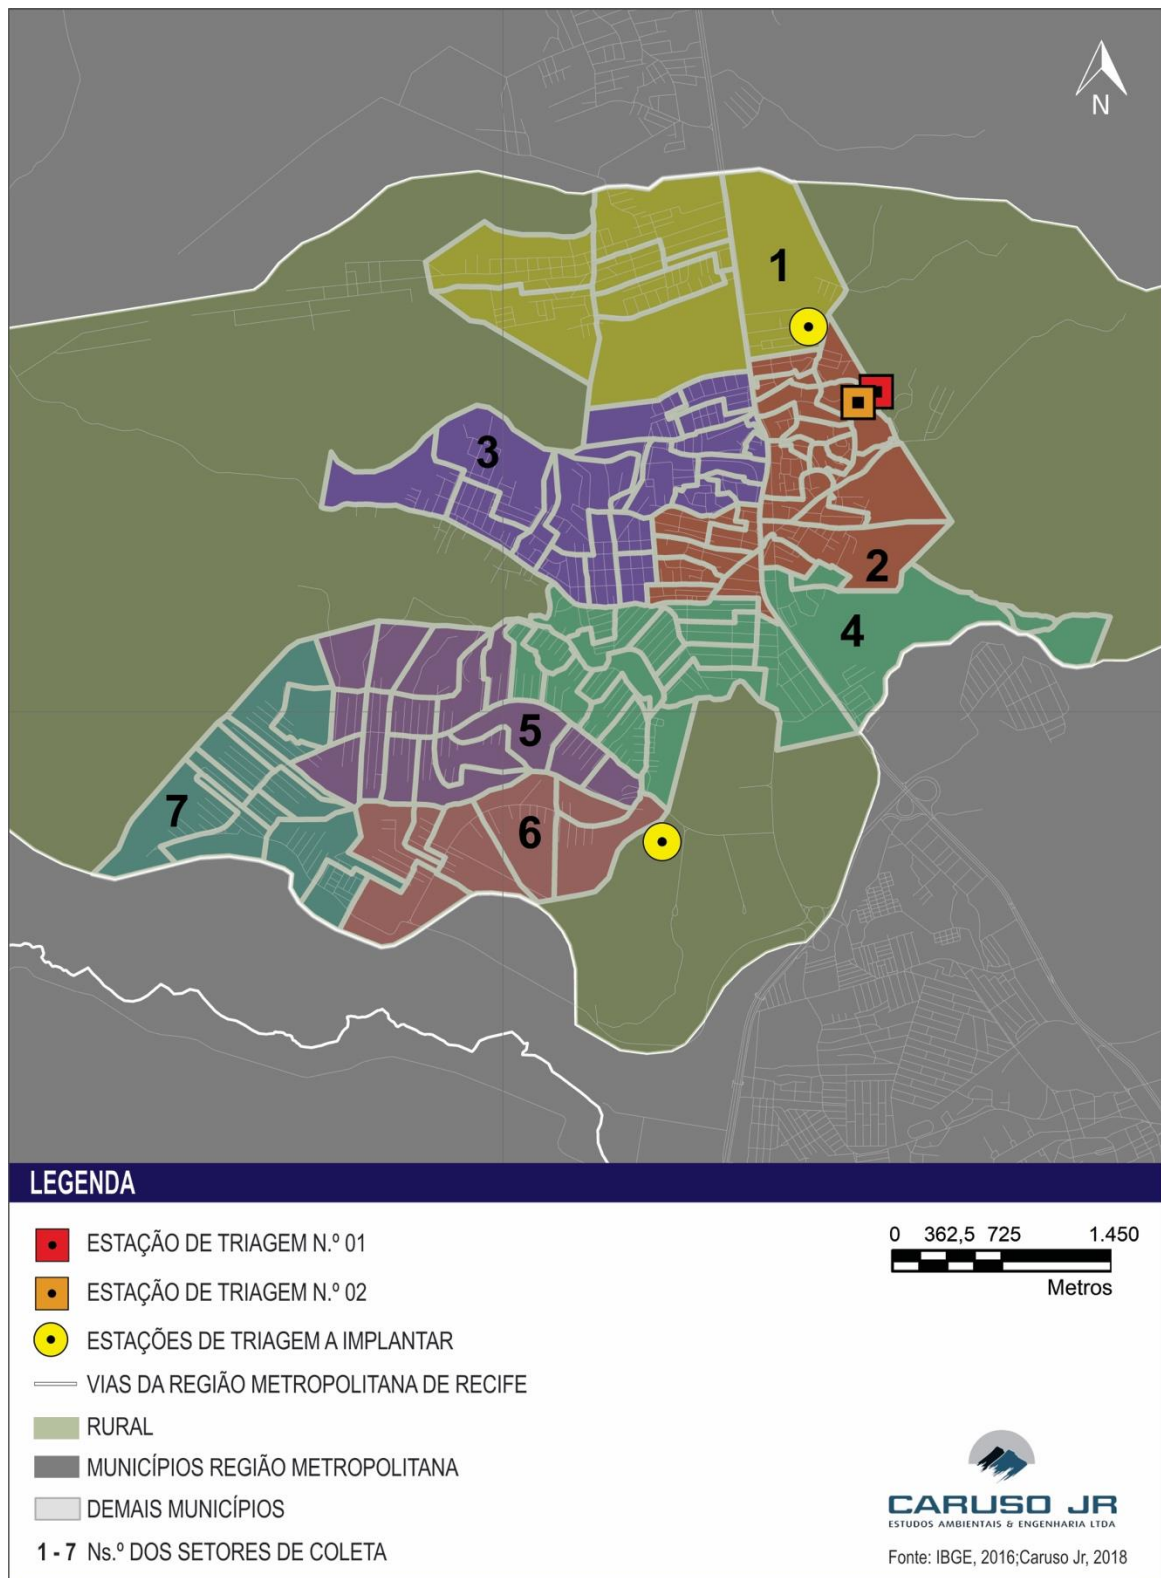 N
1
3
2
4
5
7
6
LEGENDA
ESTAÇÃO DE TRIAGEM N.º 01
ESTAÇÃO DE TRIAGEM N.º 02
ESTAÇÕES DE TRIAGEM A IMPLANTAR
VIAS DA REGIÃO METROPOLITANA DE RECIFE
RURAL
MUNICÍPIOS REGIÃO METROPOLITANA
DEMAIS MUNICÍPIOS
1 - 7 Ns.º DOS SETORES DE COLETA
0 362,5 725 1.450
Metros
CARUSO JR
ESTUDOS AMBIENTAIS & ENGENHARIA LTDA
Fonte: IBGE, 2016;Caruso Jr, 2018